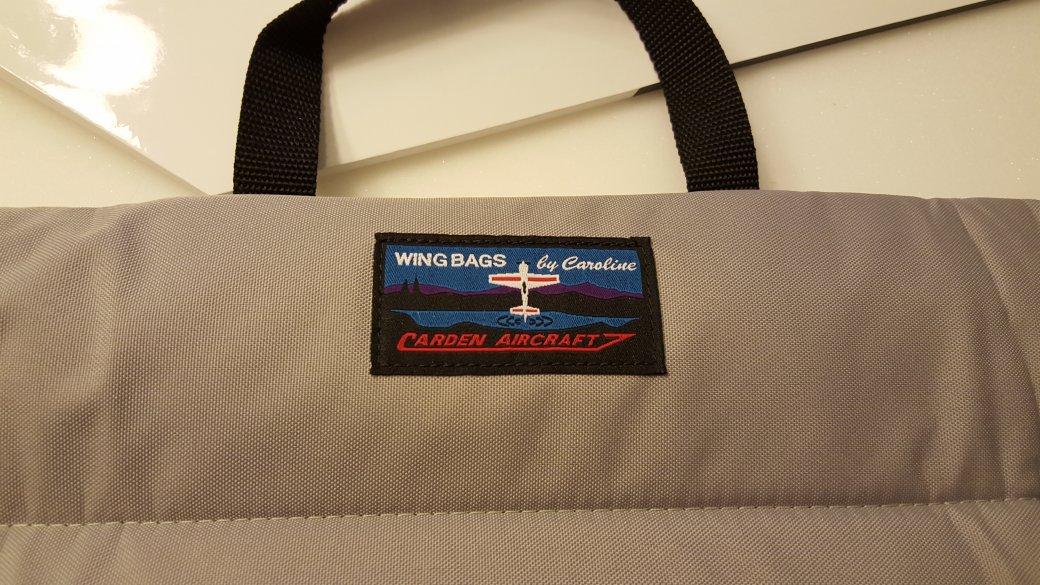 WING BAGS by Caroline
CARDEN AIRCRAFT